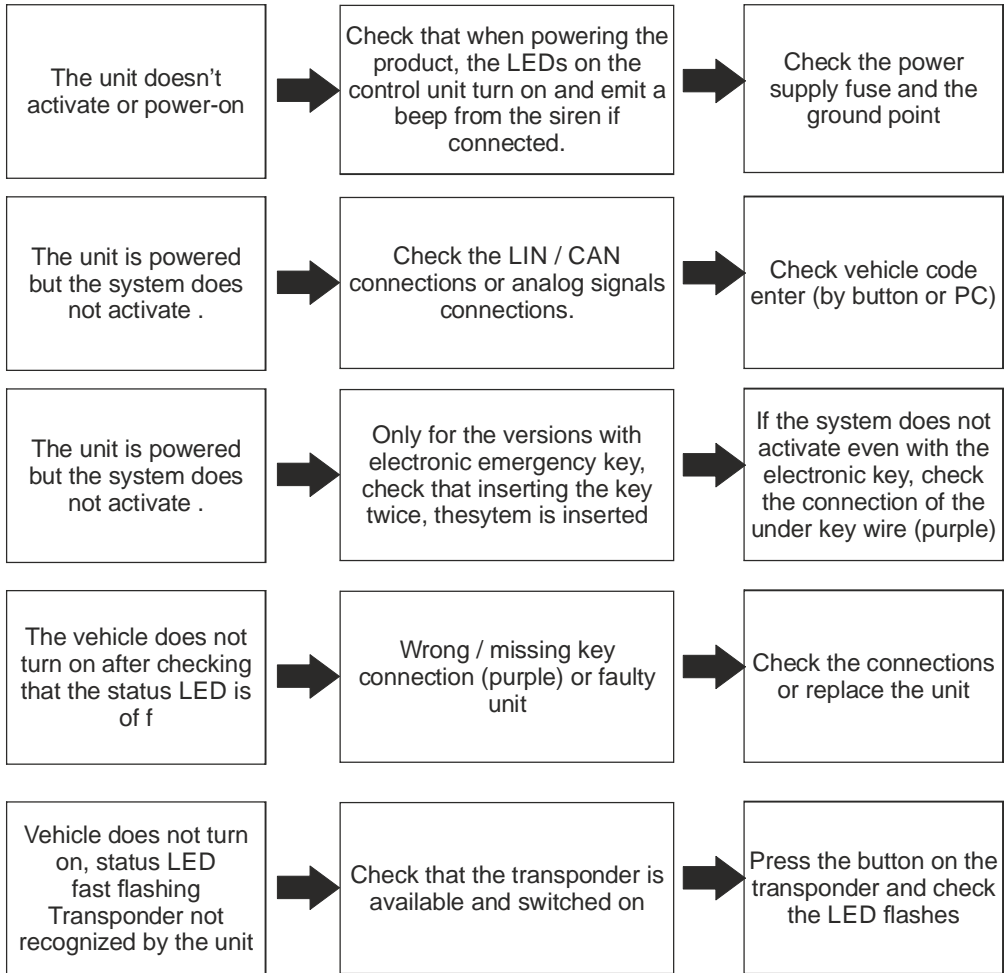 The unit doesn't
activate or power-on
Check that when powering the
product, the LEDs on the
control unit turn on and emit a
beep from the siren if
connected.
Check the power
supply fuse and the
ground point
The unit is powered
but the system does
not activate .
Check the LIN / CAN
connections or analog signals
connections.
Check vehicle code
enter (by button or PC)
The unit is powered
but the system does
not activate .
Only for the versions with
electronic emergency key,
check that inserting the key
twice, thesytem is inserted
If the system does not
activate even with the
electronic key, check
the connection of the
under key wire (purple)
The vehicle does not
turn on after checking
that the status LED is
of f
Wrong / missing key
connection (purple) or faulty
unit
Check the connections
or replace the unit
Vehicle does not turn
on, status LED
fast flashing
Transponder not
recognized by the unit
Check that the transponder is
available and switched on
Press the button on the
transponder and check
the LED flashes